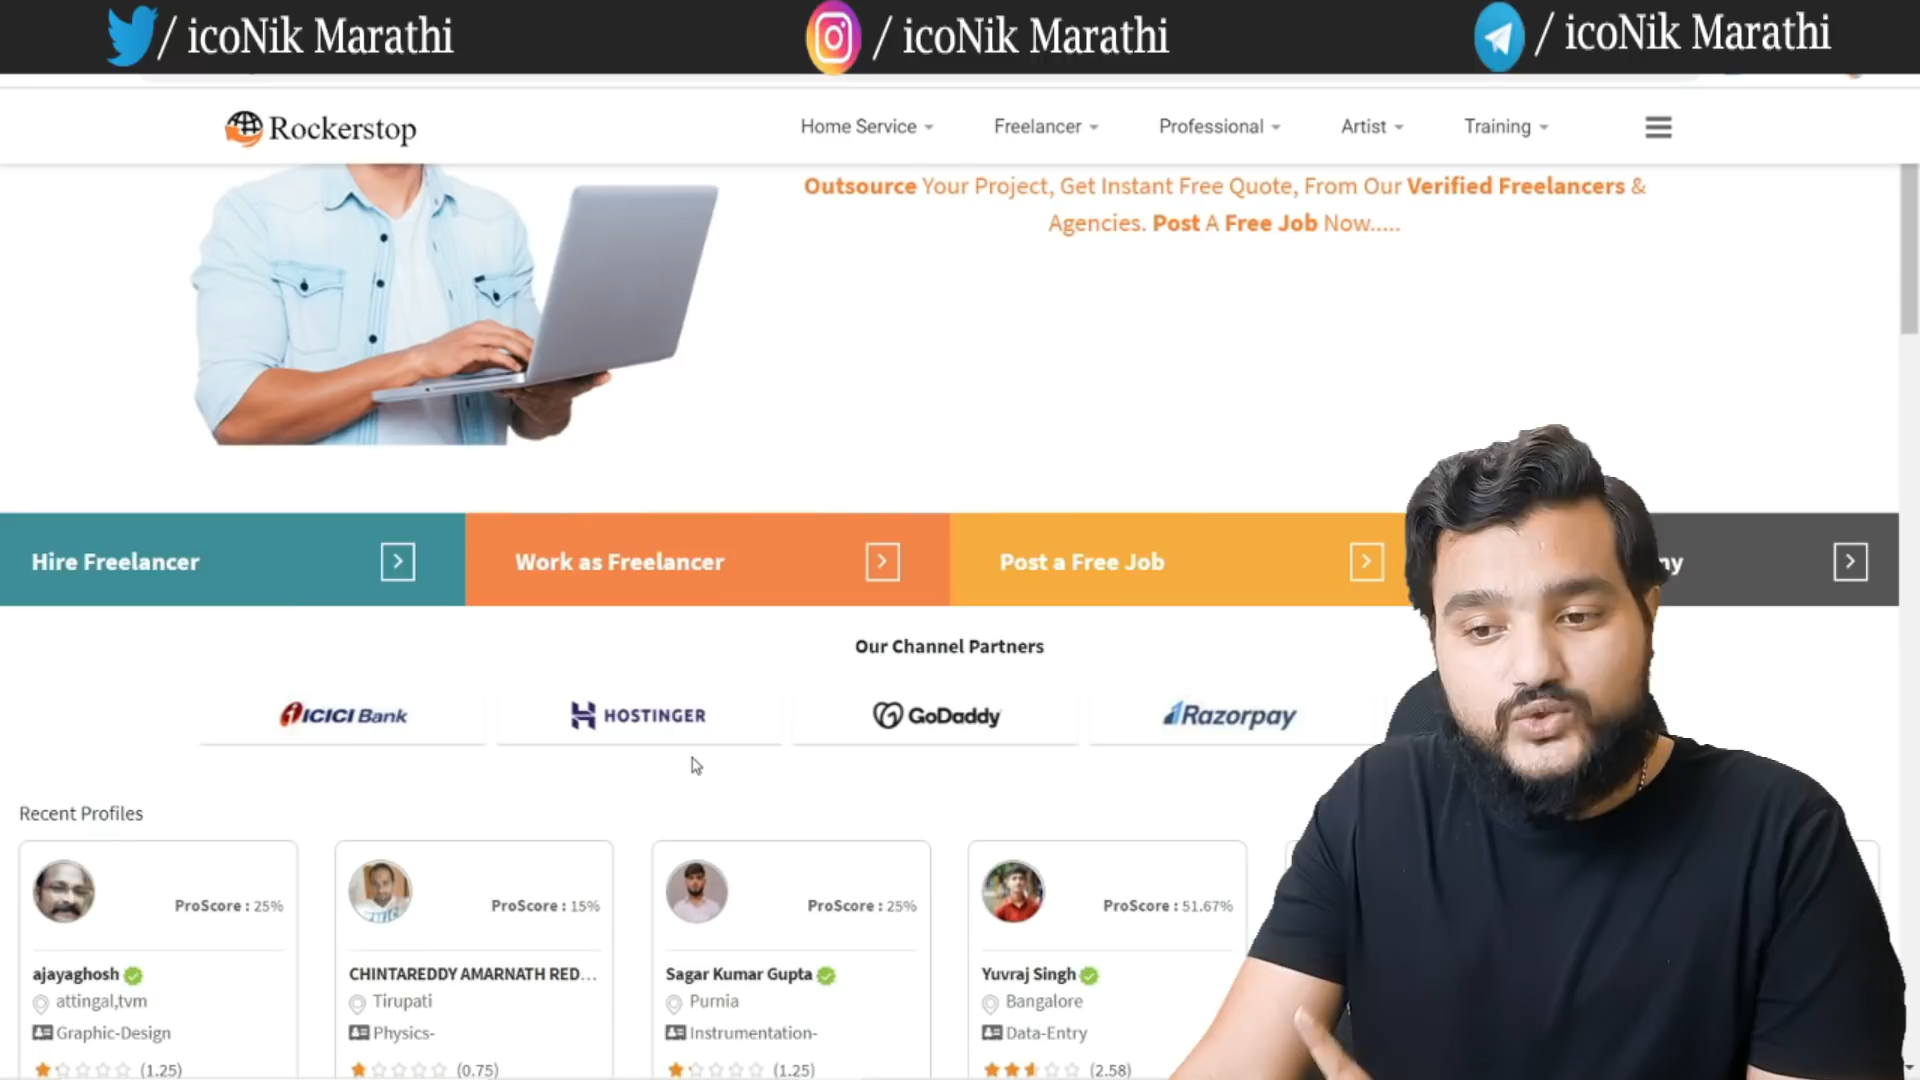 / icoNik Marathi
/ icoNik Marathi
/ icoNik Marathi
Rockerstop
Home Service
Freelancer
Professional
Artist
Training
Outsource Your Project, Get Instant Free Quote, From Our Verified Freelancers &
Agencies. Post A Free Job Now.....
Hire Freelancer
Work as Freelancer
Post a Free Job
ny
Our Channel Partners
ICICI Bank
HOSTINGER
GoDaddy
Razorpay
Recent Profiles
ProScore : 25%
ajayaghosh
attingal,tvm
Graphic-Design
(1.25)
ProScore : 15%
CHINTAREDDY AMARNATH RED...
Tirupati
Physics-
(0.75)
ProScore : 25%
Sagar Kumar Gupta
Purnia
Instrumentation-
(1.25)
ProScore : 51.67%
Yuvraj Singh
Bangalore
Data-Entry
(2.58)